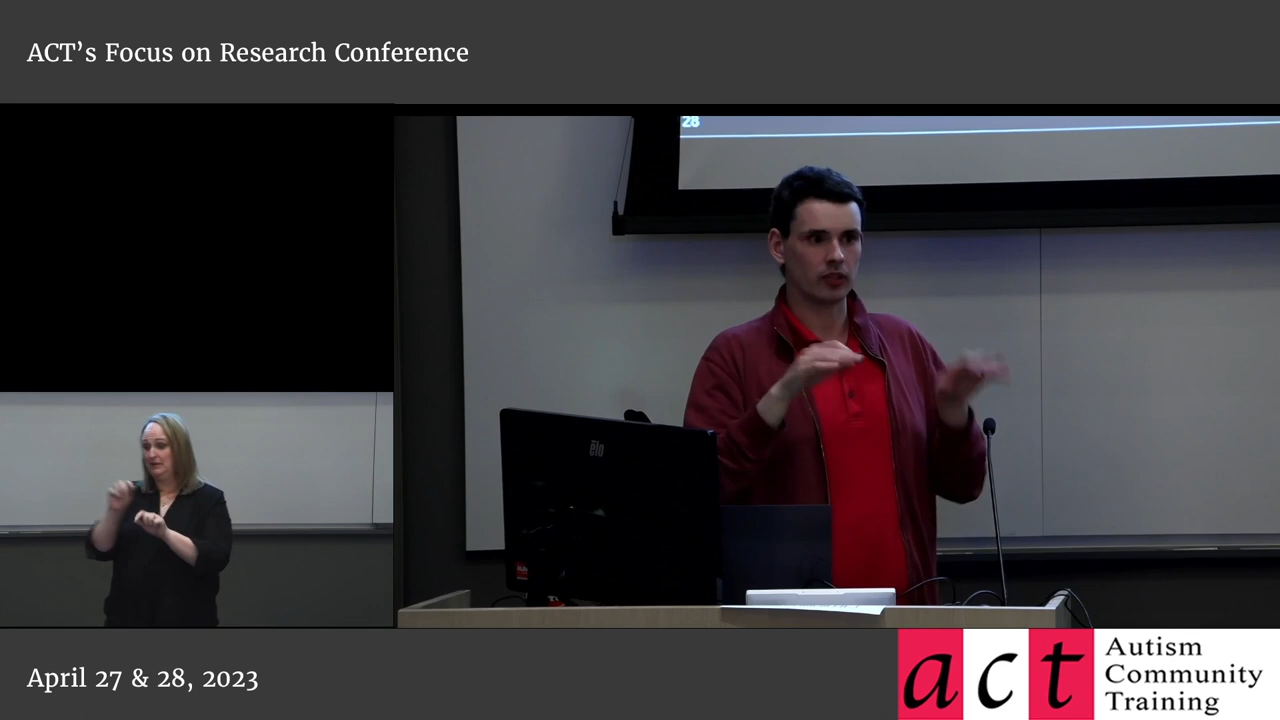 ACT’s Focus on Research Conference
28
elo
April 27 & 28, 2023
act
Autism
Community
Training